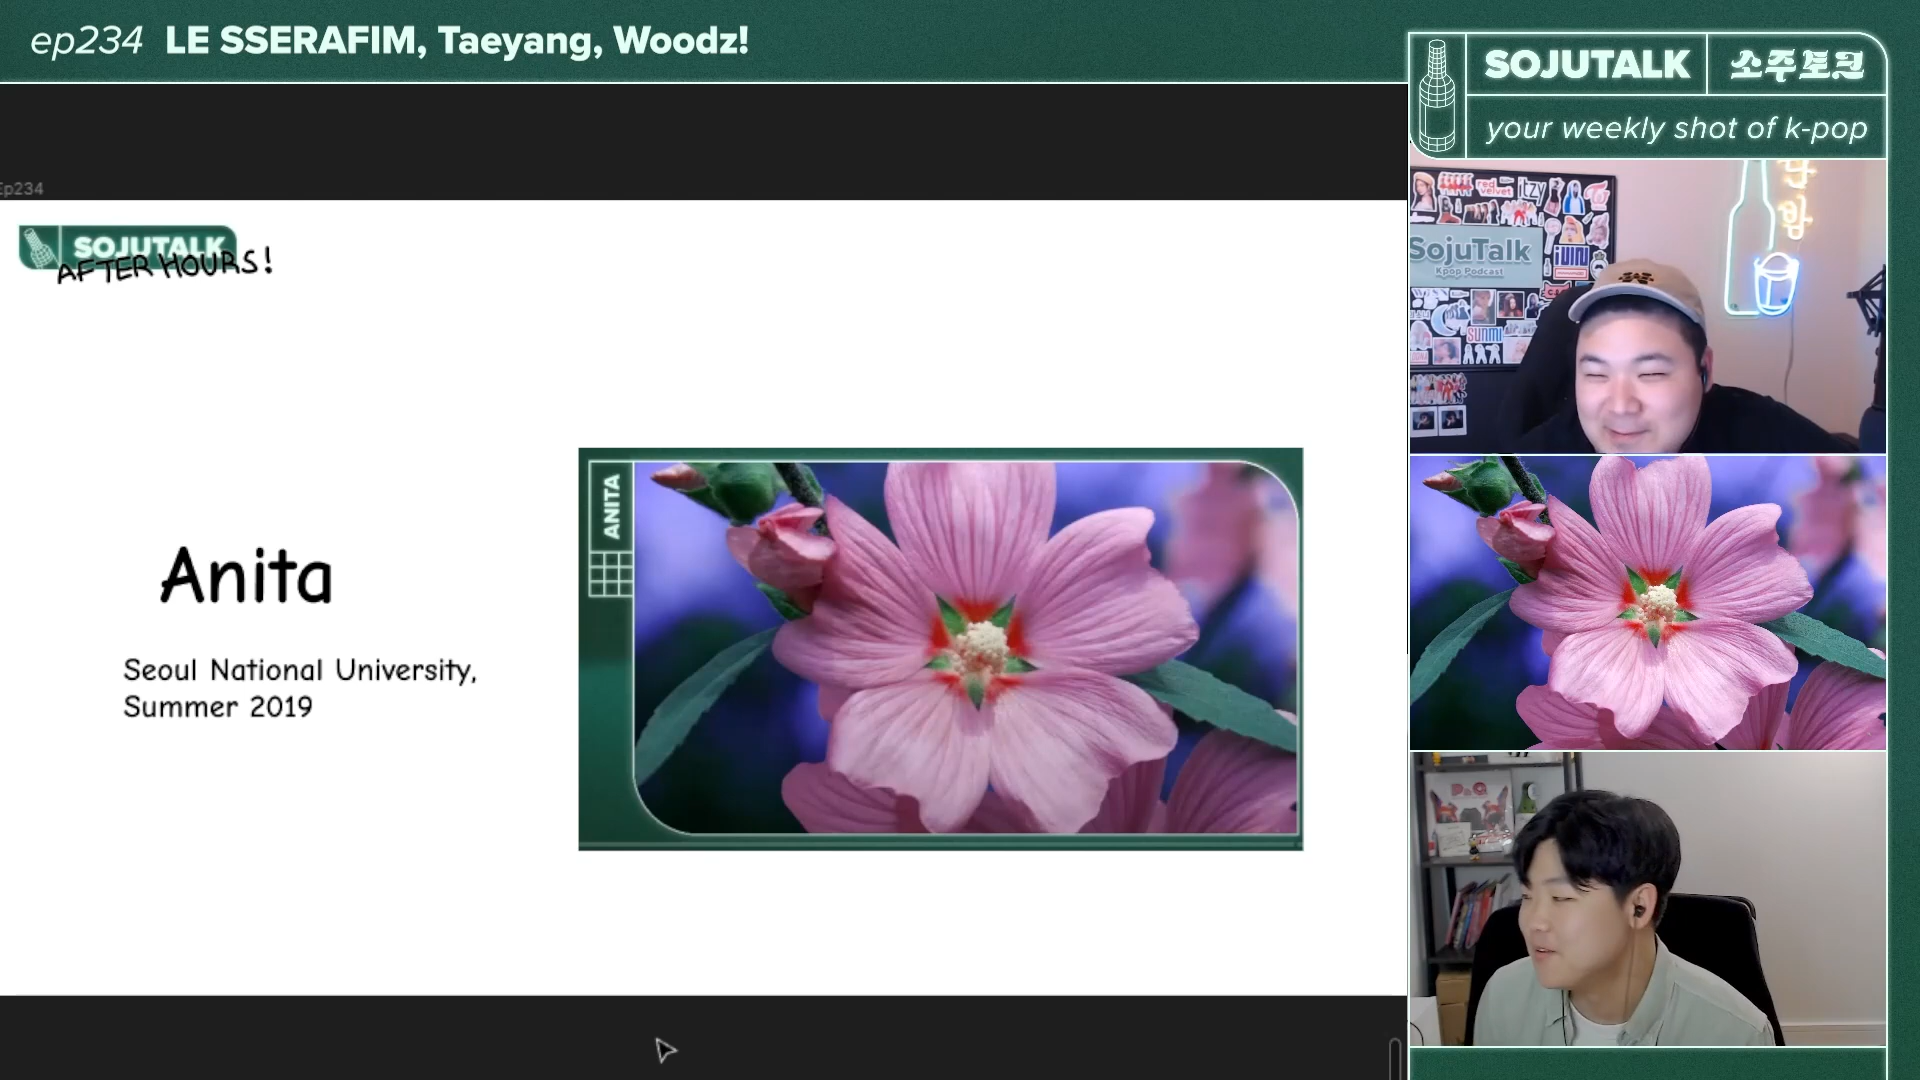 ep234 LE SSERAFIM, Taeyang, Woodz!
SOJUTALK 소주토크
your weekly shot of k-pop
Ep234
SOJUTALK
AFTER HOURS!
ANITA
Anita
Seoul National University,
Summer 2019
red velvet
itzy
SojuTalk
Kpop Podcast
SUNMI